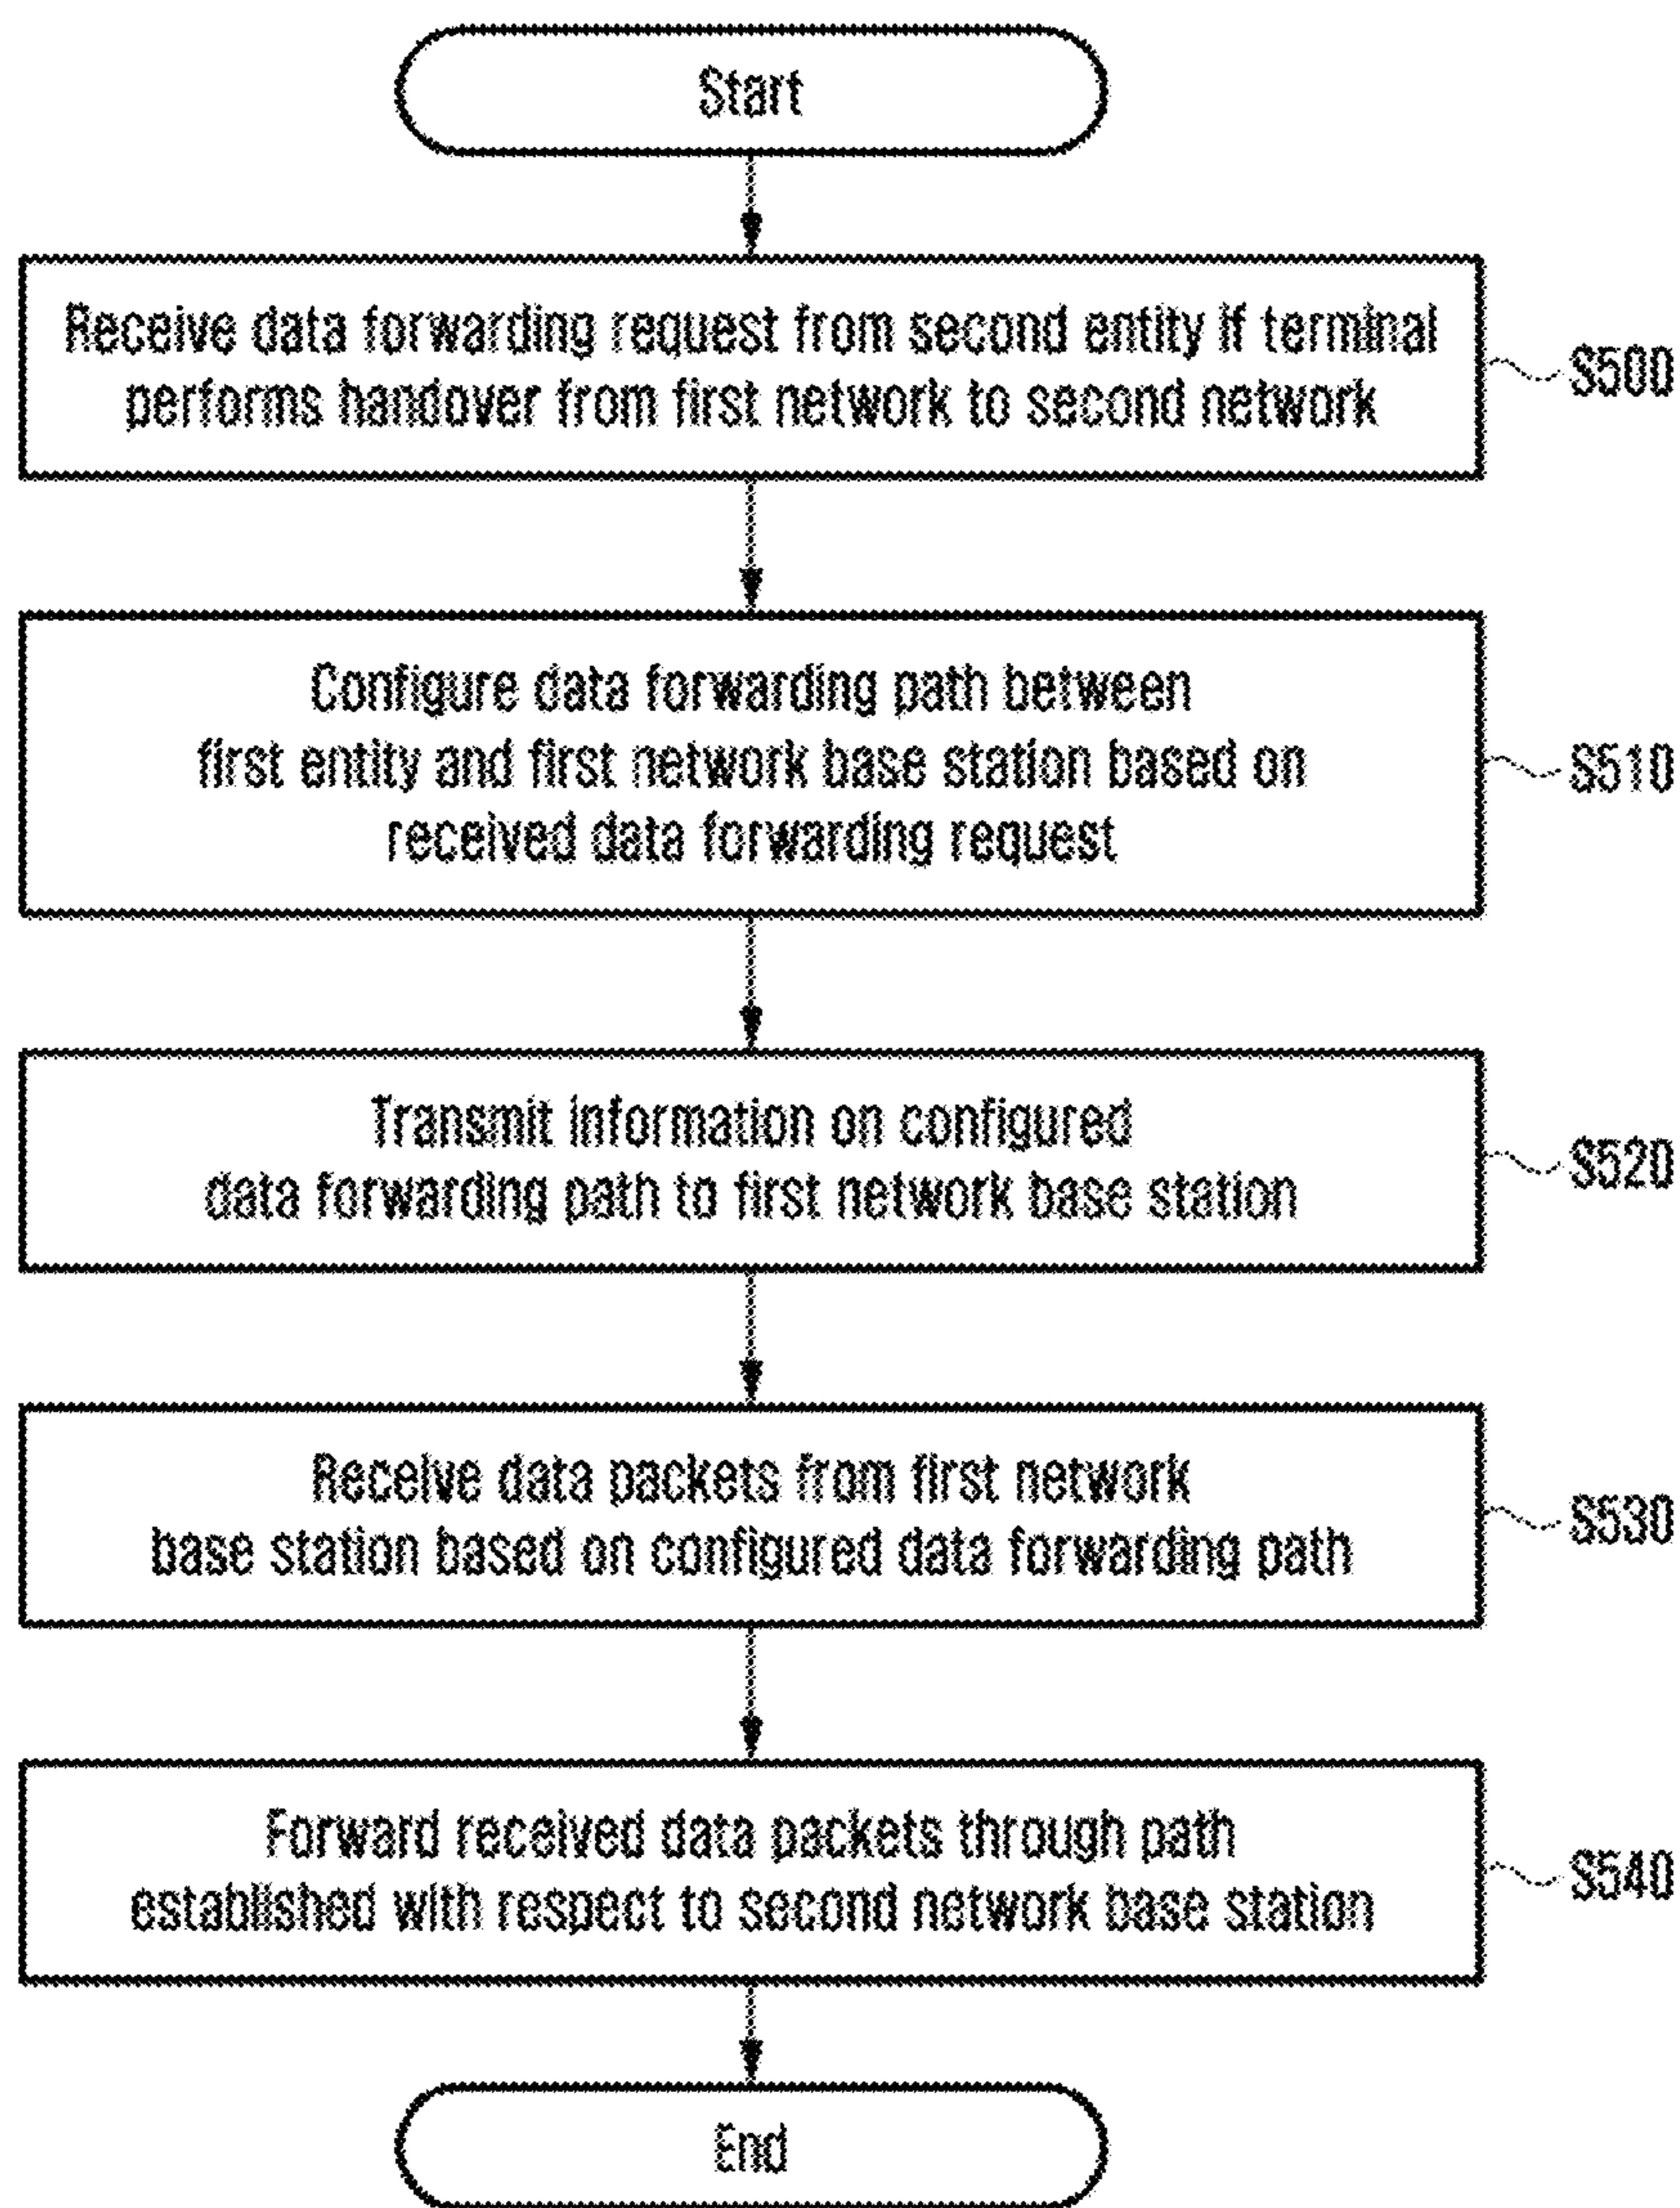 Start
Receive data forwarding request from second entity if terminal
performs handover from first network to second network
S500
Configure data forwarding path between
first entity and first network base station based on
received data forwarding request
S510
Transmit information on configured
data forwarding path to first network base station
S520
Receive data packets from first network
base station based on configured data forwarding path
S530
Forward received data packets through path
established with respect to second network base station
S540
End